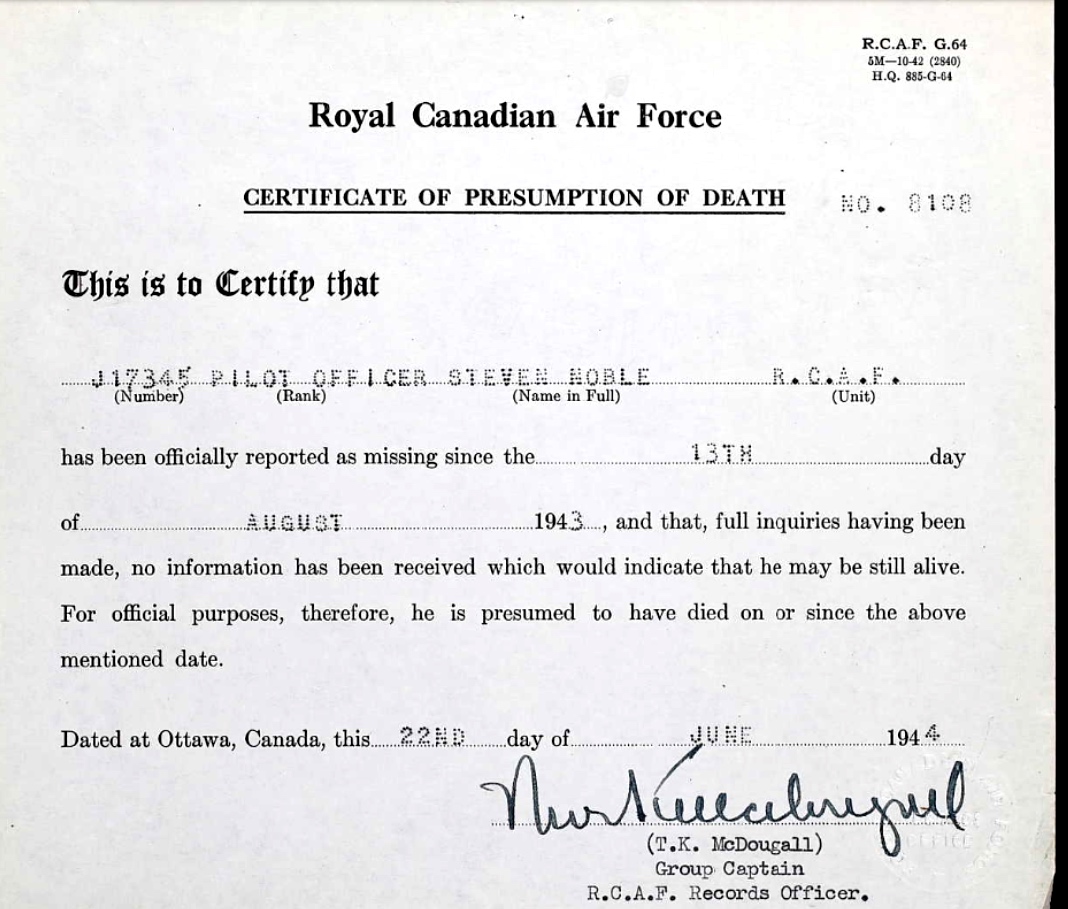 R.C.A.F. G.64
5M—10-42 (2840)
H.Q. 885-G-64
Royal Canadian Air Force
CERTIFICATE OF PRESUMPTION OF DEATH NO. 8108
This is to Certify that
J17345 PILOT OFFICER STEVEN NOBLE R.C.A.F.
(Number) (Rank) (Name in Full) (Unit)
has been officially reported as missing since the 13TH day
of AUGUST 1943, and that, full inquiries having been
made, no information has been received which would indicate that he may be still alive.
For official purposes, therefore, he is presumed to have died on or since the above
mentioned date.
Dated at Ottawa, Canada, this 22ND day of JUNE 1944
(T.K. McDougall)
Group Captain
R.C.A.F. Records Officer.